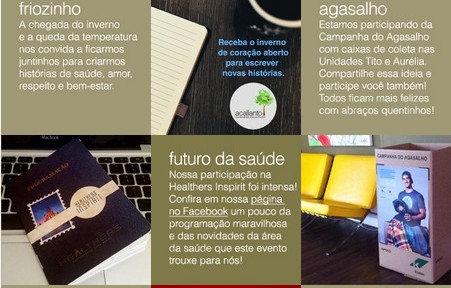 friozinho
A chegada do inverno
e a queda da temperatura
nos convida a ficarmos
juntinhos para criarmos
histórias de saúde, amor,
respeito e bem-estar.
Receba o inverno
de coração aberto
para escrever
novas histórias.
acallanto
agasalho
Estamos participando da
Campanha do Agasalho
com caixas de coleta nas
Unidades Tito e Aurélia.
Compartilhe essa ideia e
participe você também!
Todos ficam mais felizes
com abraços quentinhos!
MacBook
PROGRAMAÇÃO
HEALTHERS
INSPIRIT
HEALTHERS
futuro da saúde
Nossa participação na
Healthers Inspirit foi intensa!
Confira em nossa página
no Facebook um pouco da
programação maravilhosa
e das novidades da área
da saúde que este evento
trouxe para nós!
CAMPANHA DO AGASALHO